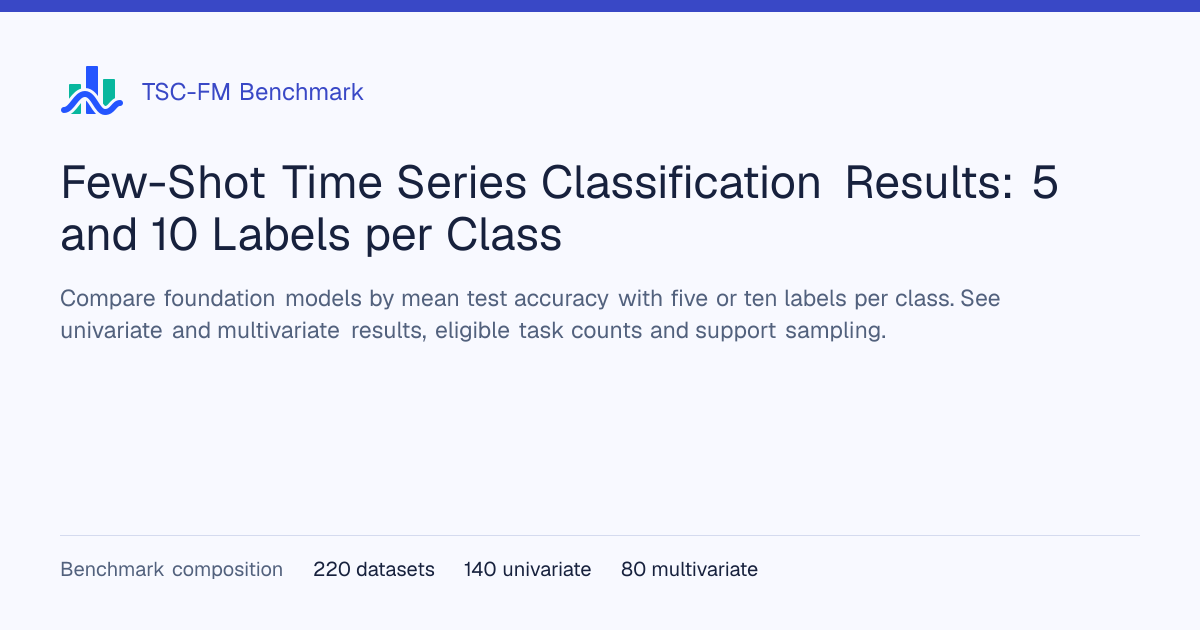 TSC-FM Benchmark
Few-Shot Time Series Classification Results: 5
and 10 Labels per Class
Compare foundation models by mean test accuracy with five or ten labels per class. See
univariate and multivariate results, eligible task counts and support sampling.
Benchmark composition 220 datasets 140 univariate 80 multivariate